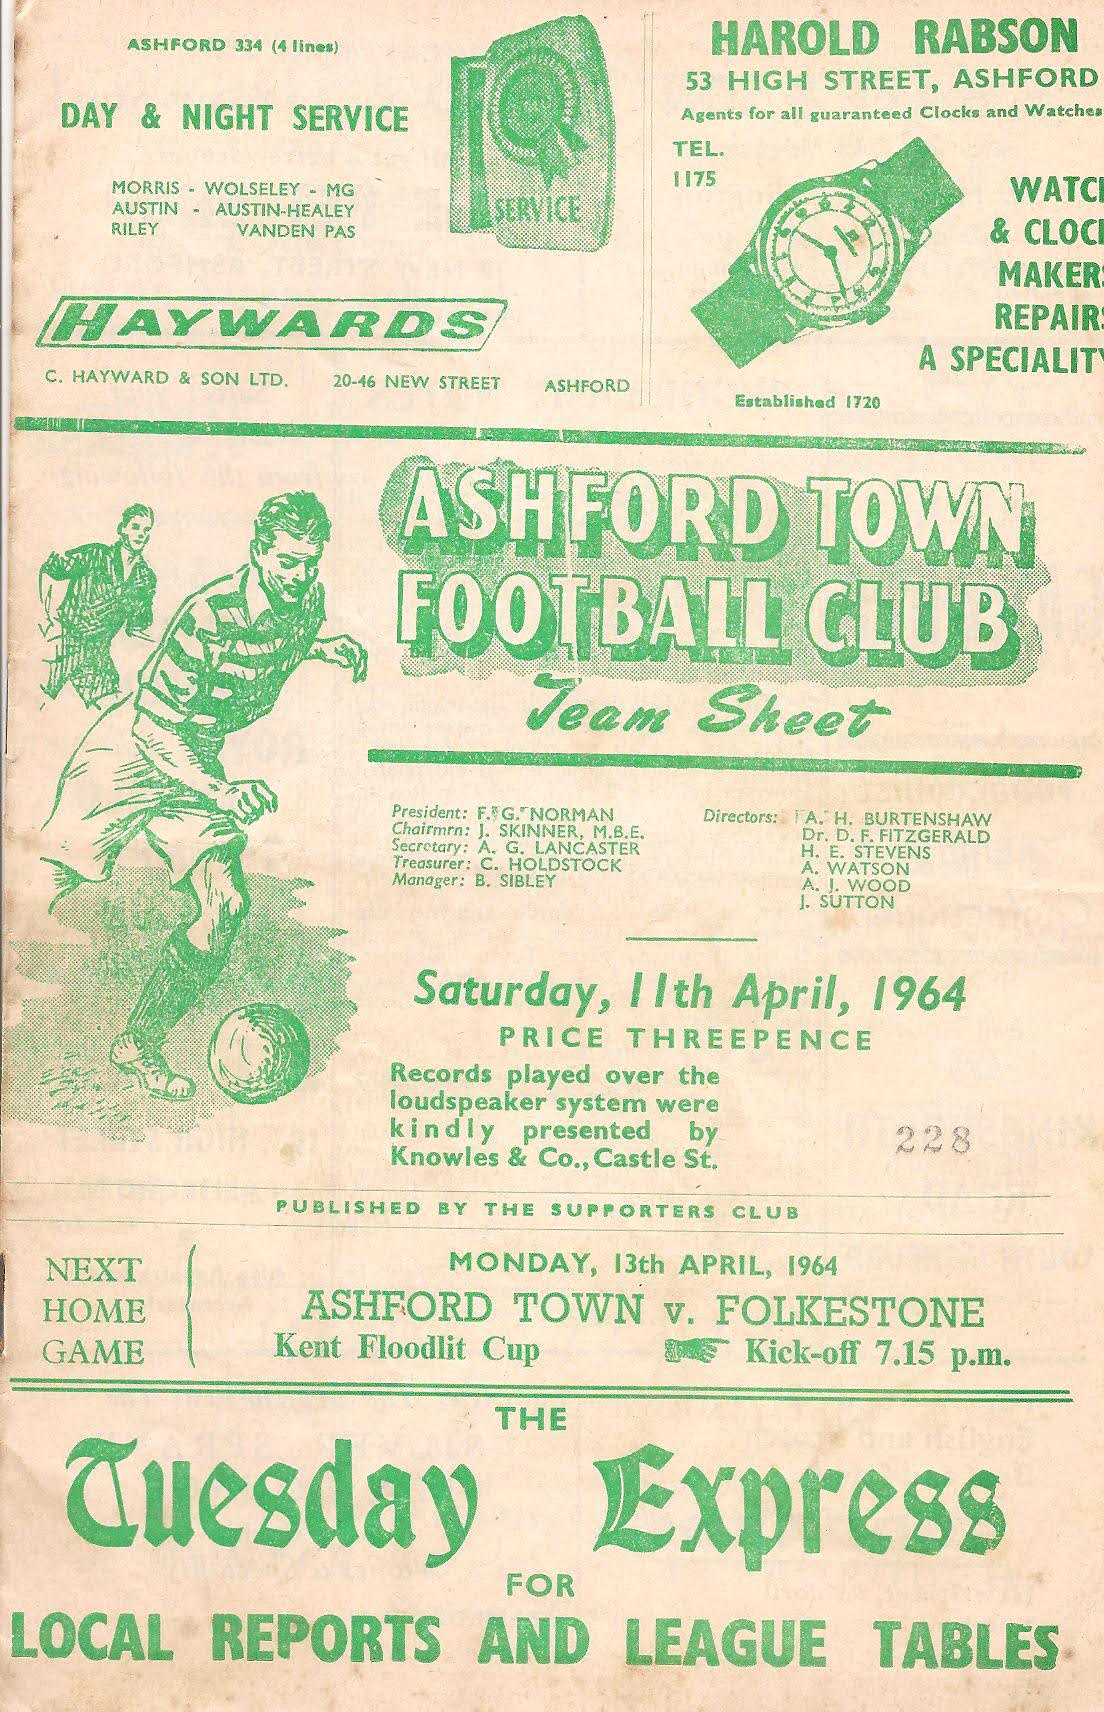 ASHFORD 334 (4 lines)
DAY & NIGHT SERVICE
MORRIS - WOLSELEY - MG
AUSTIN - AUSTIN-HEALEY
RILEY VANDEN PAS
SERVICE
HAYWARDS
C. HAYWARD & SON LTD. 20-46 NEW STREET ASHFORD
HAROLD RABSON
53 HIGH STREET, ASHFORD
Agents for all guaranteed Clocks and Watches
TEL.
1175
WATCH
& CLOCK
MAKERS
REPAIRS
A SPECIALITY
Established 1720
ASHFORD TOWN
FOOTBALL CLUB
Team Sheet
President: F. G. NORMAN
Chairmrn: J. SKINNER, M.B.E.
Secretary: A. G. LANCASTER
Treasurer: C. HOLDSTOCK
Manager: B. SIBLEY
Directors: A. H. BURTENSHAW
Dr. D. F. FITZGERALD
H. E. STEVENS
A. WATSON
A. J. WOOD
J. SUTTON
Saturday, 11th April, 1964
PRICE THREEPENCE
Records played over the
loudspeaker system were
kindly presented by
Knowles & Co., Castle St.
228
PUBLISHED BY THE SUPPORTERS CLUB
NEXT
HOME
GAME
MONDAY, 13th APRIL, 1964
ASHFORD TOWN v. FOLKESTONE
Kent Floodlit Cup Kick-off 7.15 p.m.
THE
Tuesday Express
FOR
LOCAL REPORTS AND LEAGUE TABLES